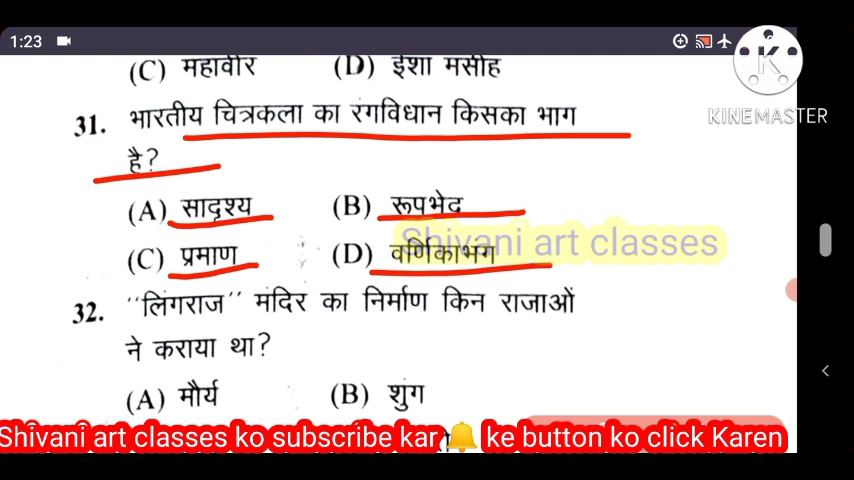 1:23
(C) महावीर (D) ईशा मसीह
KINEMASTER
31. भारतीय चित्रकला का रंगविधान किसका भाग
है?
(A) सादृश्य (B) रूपभेद
Shivani art classes
(C) प्रमाण (D) वर्णिकाभंग
32. "लिंगराज" मंदिर का निर्माण किन राजाओं
ने कराया था?
(A) मौर्य (B) शुंग
Shivani art classes ko subscribe kar🔔 ke button ko click Karen